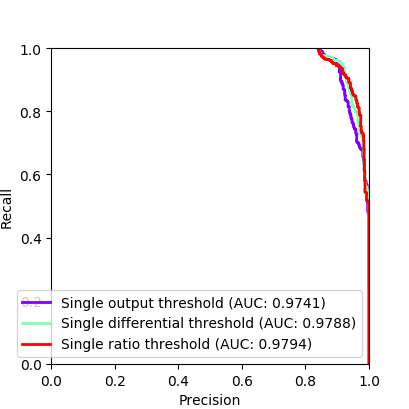 1.0
0.8
0.6
0.4
0.2
0.0
Recall
Single output threshold (AUC: 0.9741)
Single differential threshold (AUC: 0.9788)
Single ratio threshold (AUC: 0.9794)
0.0 0.2 0.4 0.6 0.8 1.0
Precision